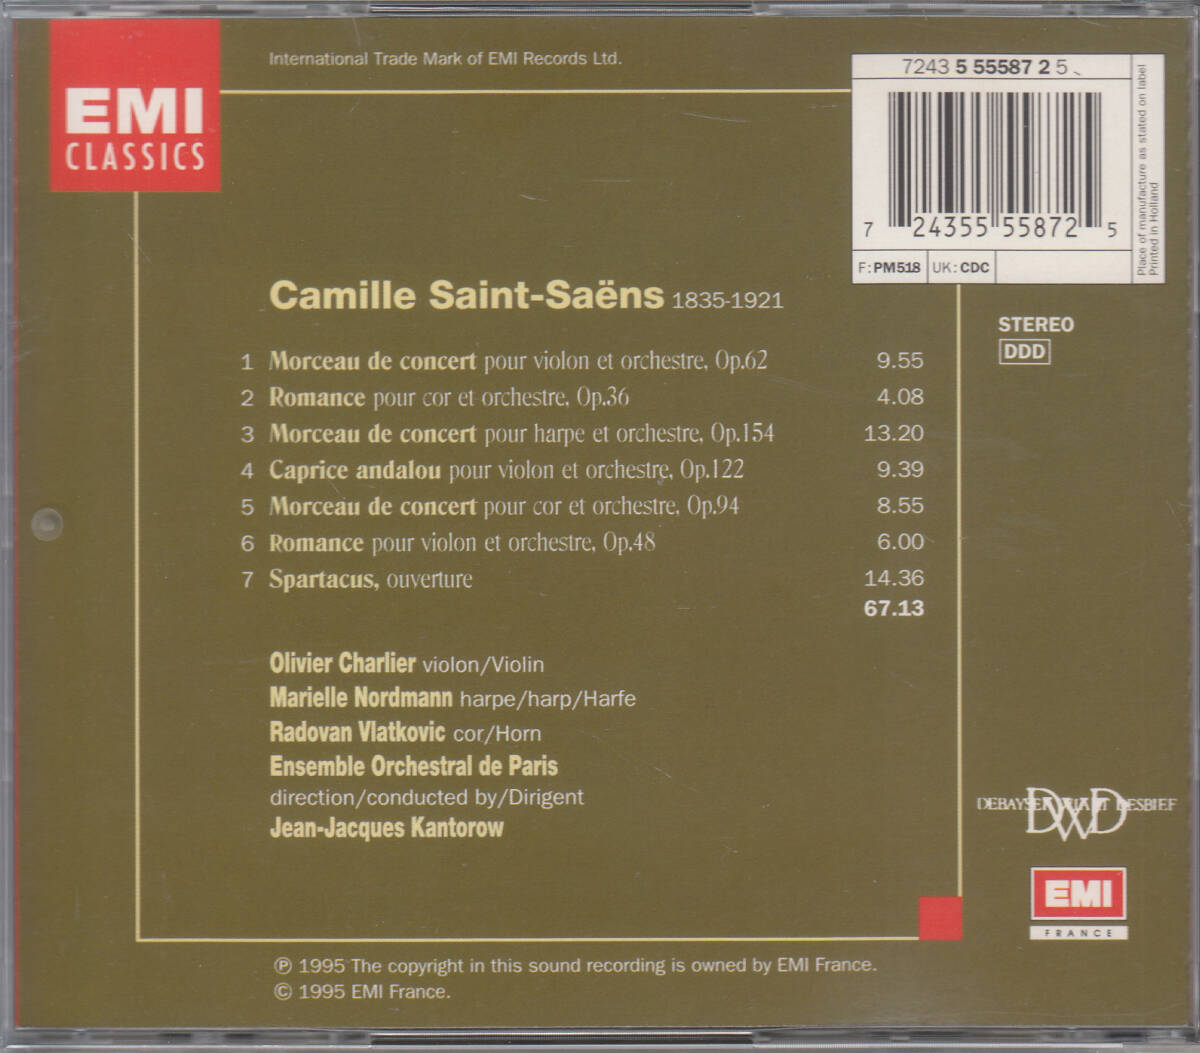 International Trade Mark of EMI Records Ltd.
EMI
CLASSICS
7243 5 55587 2 5
7 24355 55872 5
F: PM518 UK: CDC
Place of manufacture as stated on label
Printed in Holland
Camille Saint-Saëns 1835-1921
STEREO
DDD
1 Morceau de concert pour violon et orchestre, Op.62 9.55
2 Romance pour cor et orchestre, Op.36 4.08
3 Morceau de concert pour harpe et orchestre, Op.154 13.20
4 Caprice andalou pour violon et orchestre, Op.122 9.39
5 Morceau de concert pour cor et orchestre, Op.94 8.55
6 Romance pour violon et orchestre, Op.48 6.00
7 Spartacus, ouverture 14.36
67.13
Olivier Charlier violon/Violin
Marielle Nordmann harpe/harp/Harfe
Radovan Vlatkovic cor/Horn
Ensemble Orchestral de Paris
direction/conducted by/Dirigent
Jean-Jacques Kantorow
DWD
EMI
FRANCE
℗ 1995 The copyright in this sound recording is owned by EMI France.
© 1995 EMI France.